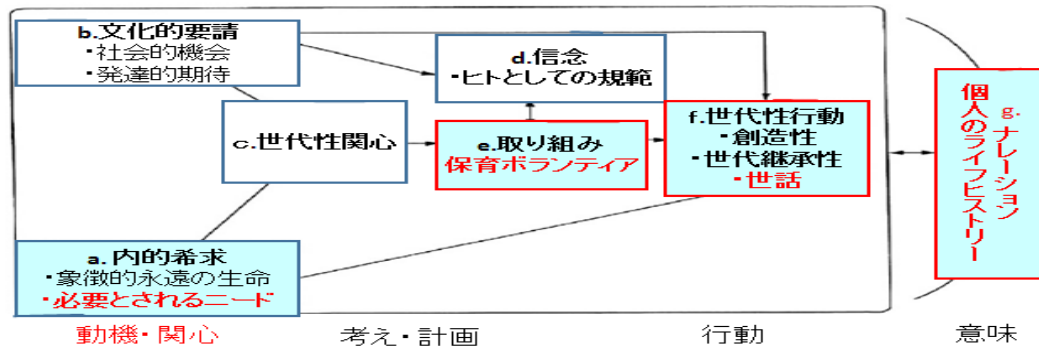 b.文化的要請
・社会的機会
・発達的期待
d.信念
・ヒトとしての規範
c.世代性関心
e.取り組み
保育ボランティア
f.世代性行動
・創造性
・世代継承性
・世話
g.ナレーション
個人のライフヒストリー
a.内的希求
・象徴的永遠の生命
・必要とされるニード
動機・関心
考え・計画
行動
意味